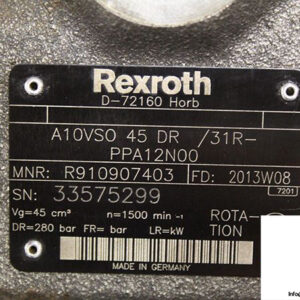 Rexroth
D-72160 Horb
A10VSO 45 DR /31R-
PPA12N00
MNR: R910907403 FD: 2013W08
7201
SN: 33575299
Vg=45 cm³ n=1500 min -1 ROTA-
DR=280 bar FR= bar LR=kW TION
MADE IN GERMANY